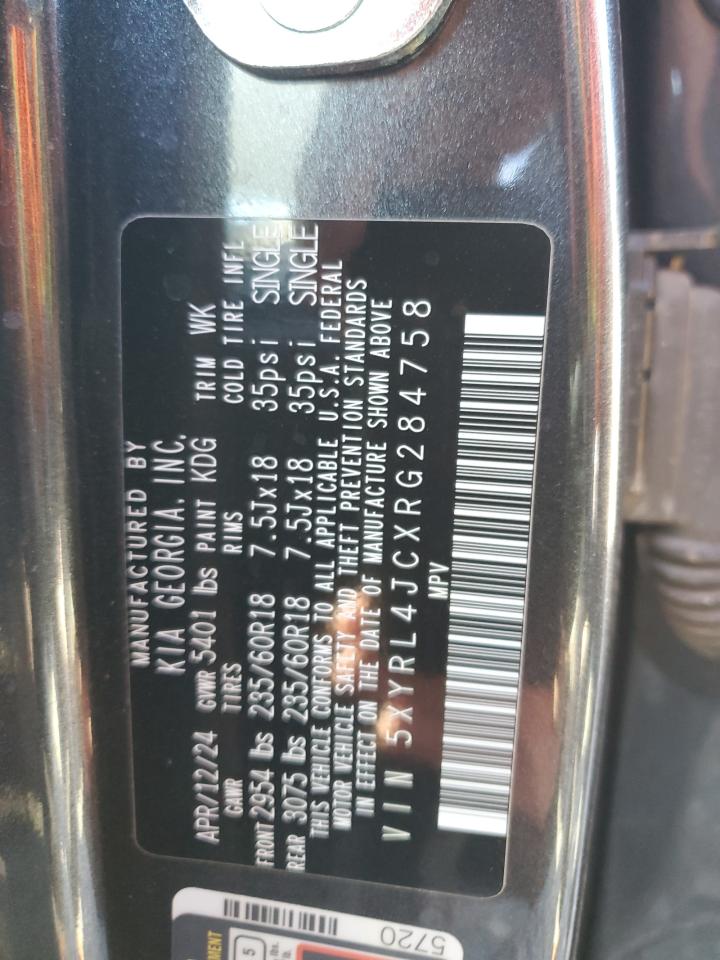 MANUFACTURED BY
KIA GEORGIA, INC.
APR/12/24 GVWR 5401 lbs PAINT KDG TRIM WK
GAWR TIRES RIMS COLD TIRE INFL
FRONT 2954 lbs 235/60R18 7.5Jx18 35psi SINGLE
REAR 3075 lbs 235/60R18 7.5Jx18 35psi SINGLE
THIS VEHICLE CONFORMS TO ALL APPLICABLE U.S.A. FEDERAL
MOTOR VEHICLE SAFETY AND THEFT PREVENTION STANDARDS
IN EFFECT ON THE DATE OF MANUFACTURE SHOWN ABOVE
VIN 5XYRL4JCXRG284758
MPV
5720
5
lbs.
lb.